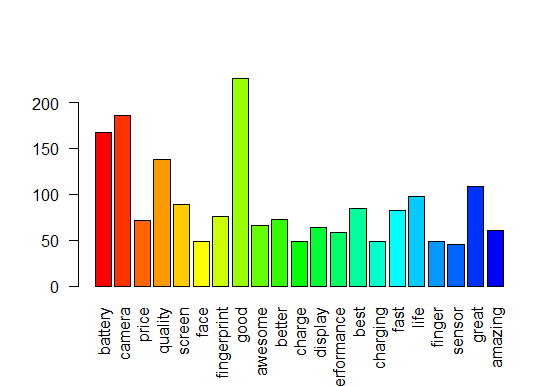 200
150
100
50
0
battery
camera
price
quality
screen
face
fingerprint
good
awesome
better
charge
display
erformance
best
charging
fast
life
finger
sensor
great
amazing